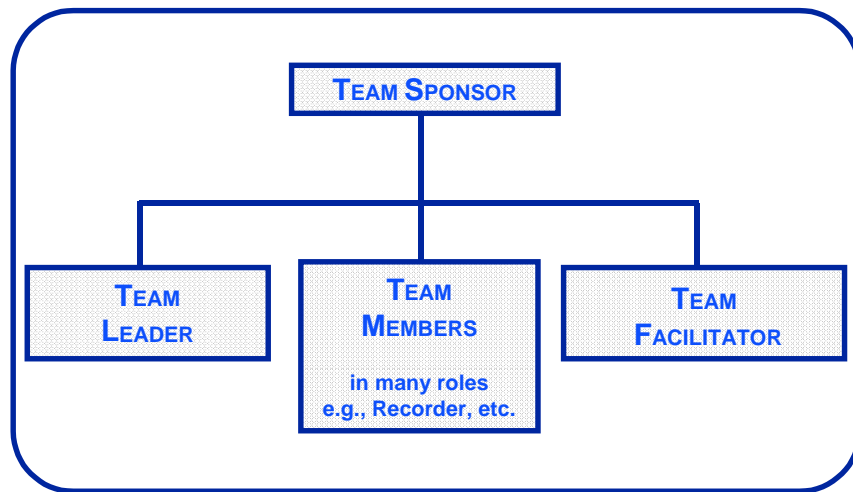 TEAM SPONSOR
TEAM
LEADER
TEAM
MEMBERS
in many roles
e.g., Recorder, etc.
TEAM
FACILITATOR